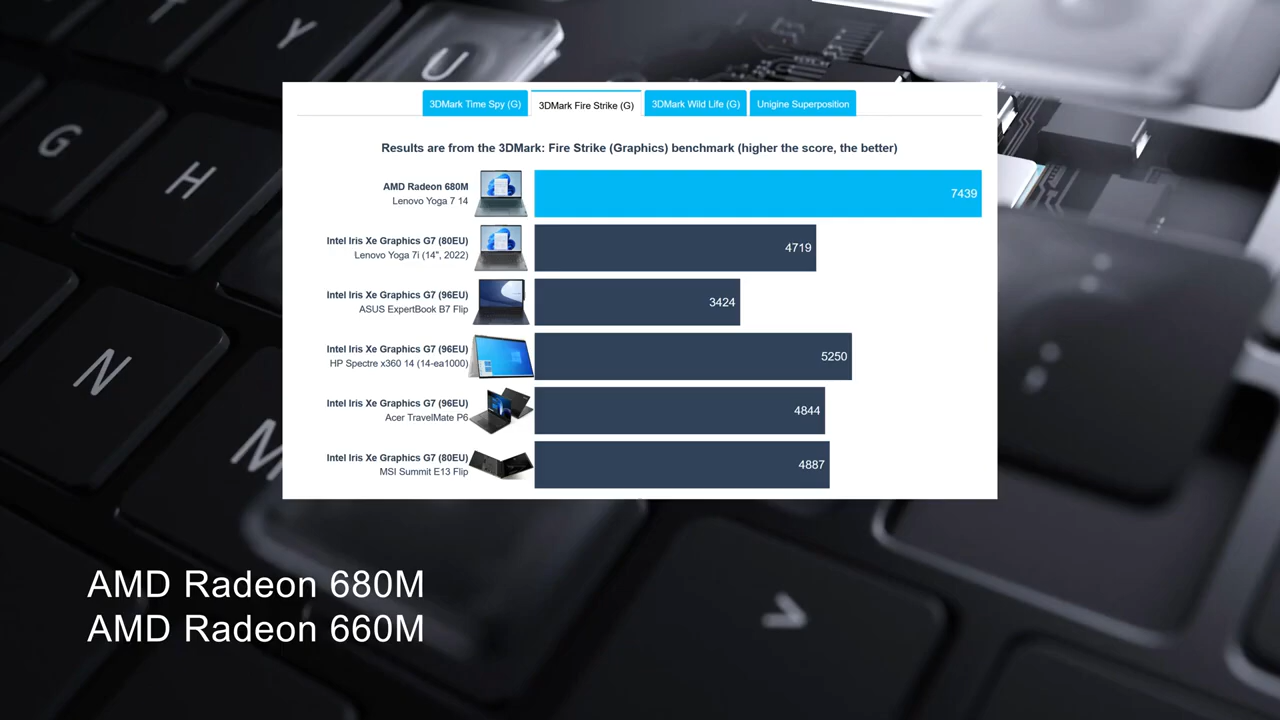 Y
U
G
H
N
M
3DMark Time Spy (G)
3DMark Fire Strike (G)
3DMark Wild Life (G)
Unigine Superposition
Results are from the 3DMark: Fire Strike (Graphics) benchmark (higher the score, the better)
AMD Radeon 680M
Lenovo Yoga 7 14
7439
Intel Iris Xe Graphics G7 (80EU)
Lenovo Yoga 7i (14", 2022)
4719
Intel Iris Xe Graphics G7 (96EU)
ASUS ExpertBook B7 Flip
3424
Intel Iris Xe Graphics G7 (96EU)
HP Spectre x360 14 (14-ea1000)
5250
Intel Iris Xe Graphics G7 (96EU)
Acer TravelMate P6
4844
Intel Iris Xe Graphics G7 (80EU)
MSI Summit E13 Flip
4887
AMD Radeon 680M
AMD Radeon 660M